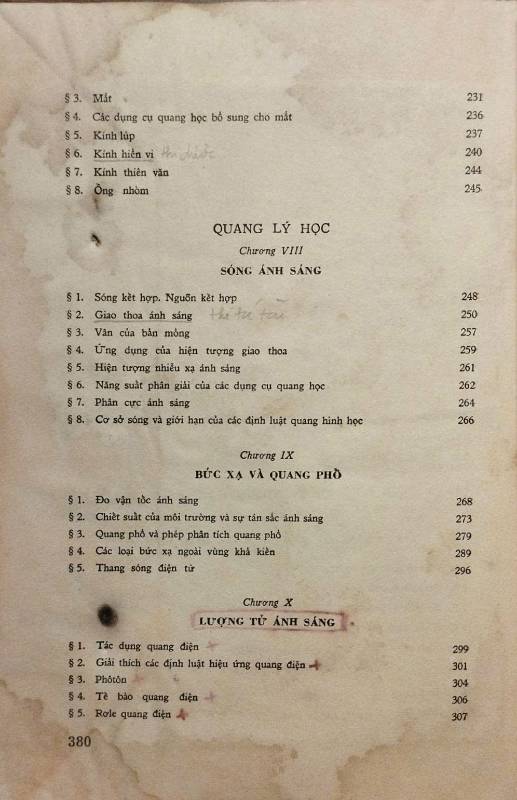 § 3. Mắt 231
§ 4. Các dụng cụ quang học bổ sung cho mắt 236
§ 5. Kính lúp 237
§ 6. Kính hiển vi 240
§ 7. Kính thiên văn 244
§ 8. Ống nhòm 245
QUANG LÝ HỌC
Chương VIII
SÓNG ÁNH SÁNG
§ 1. Sóng kết hợp. Nguồn kết hợp 248
§ 2. Giao thoa ánh sáng 250
§ 3. Vân của bản mỏng 257
§ 4. Ứng dụng của hiện tượng giao thoa 259
§ 5. Hiện tượng nhiễu xạ ánh sáng 261
§ 6. Năng suất phân giải của các dụng cụ quang học 262
§ 7. Phân cực ánh sáng 264
§ 8. Cơ sở sóng và giới hạn của các định luật quang hình học 266
Chương IX
BỨC XẠ VÀ QUANG PHỔ
§ 1. Đo vận tốc ánh sáng 268
§ 2. Chiết suất của môi trường và sự tán sắc ánh sáng 273
§ 3. Quang phổ và phép phân tích quang phổ 279
§ 4. Các loại bức xạ ngoài vùng khả kiến 289
§ 5. Thang sóng điện từ 296
Chương X
LƯỢNG TỬ ÁNH SÁNG
§ 1. Tác dụng quang điện 299
§ 2. Giải thích các định luật hiệu ứng quang điện 301
§ 3. Phôtôn 304
§ 4. Tế bào quang điện 306
§ 5. Rơle quang điện 307
380